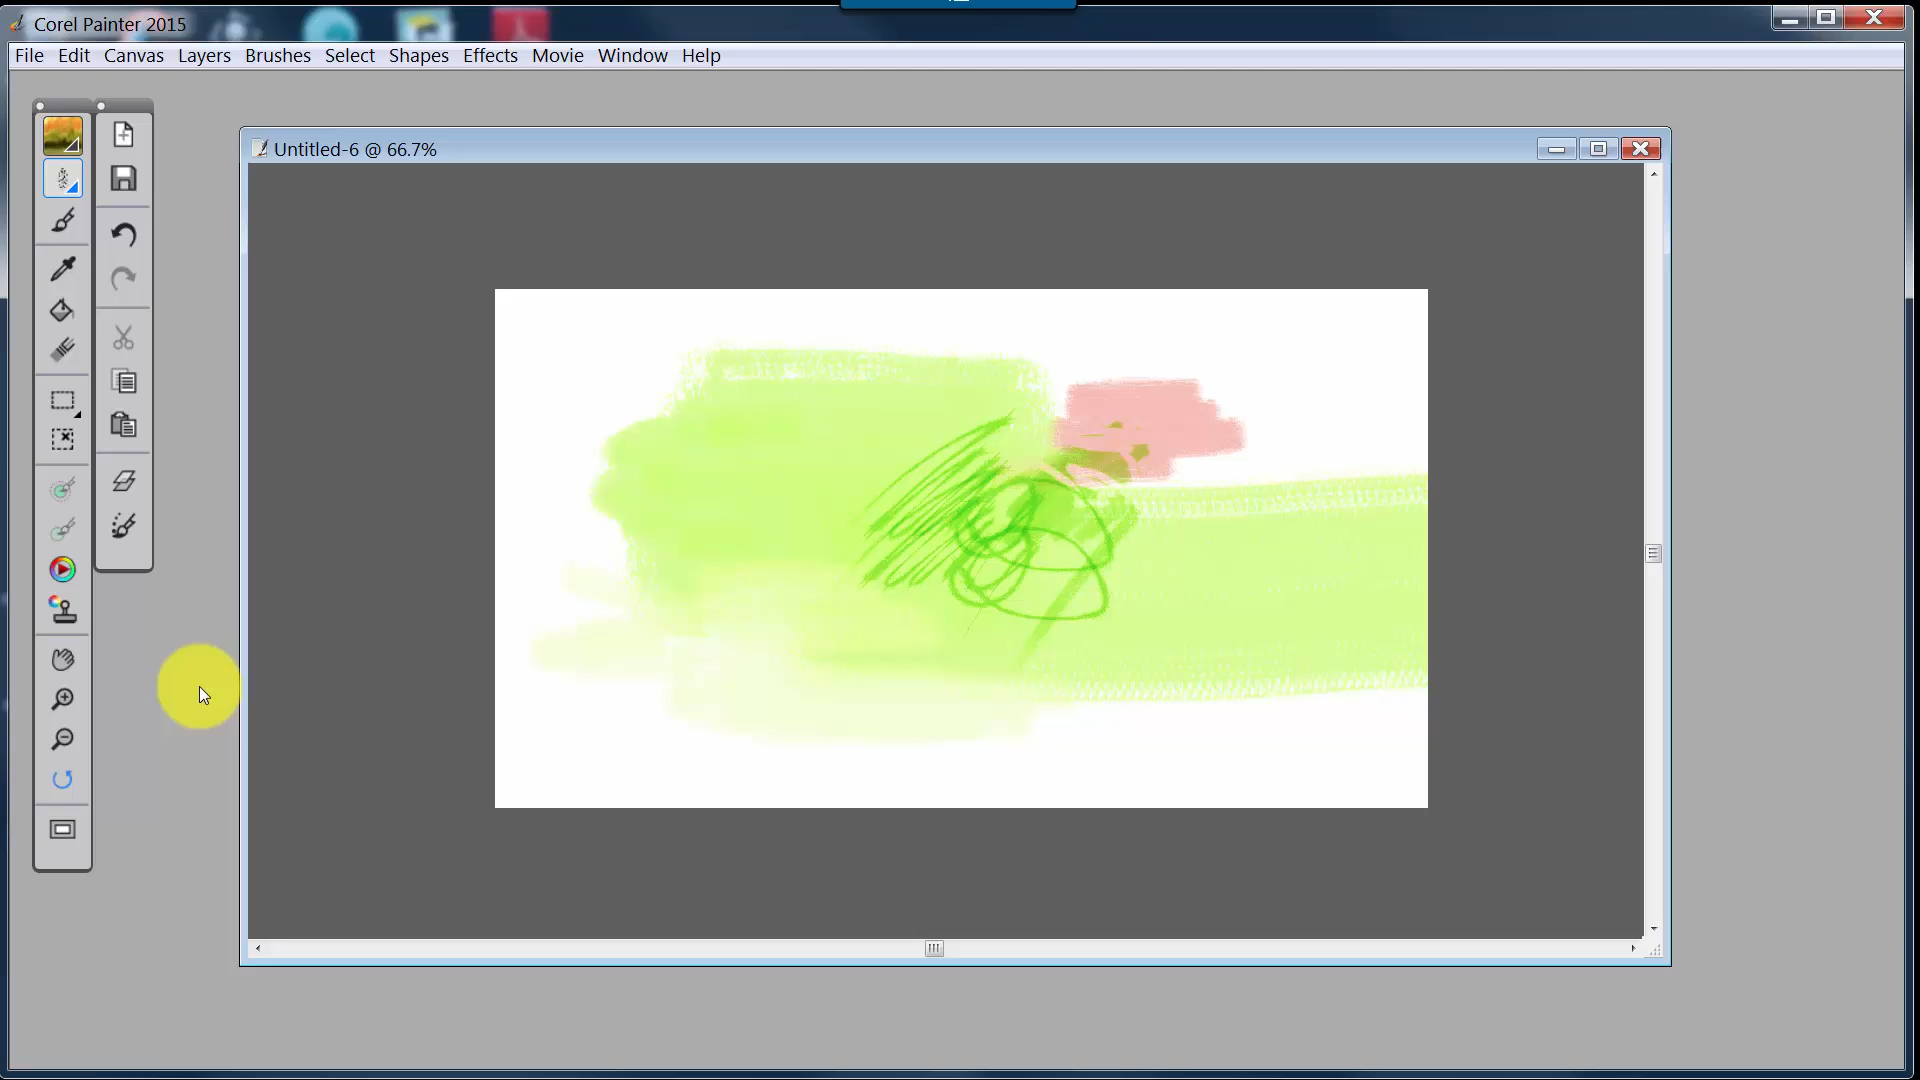 Corel Painter 2015
File Edit Canvas Layers Brushes Select Shapes Effects Movie Window Help
Untitled-6 @ 66.7%